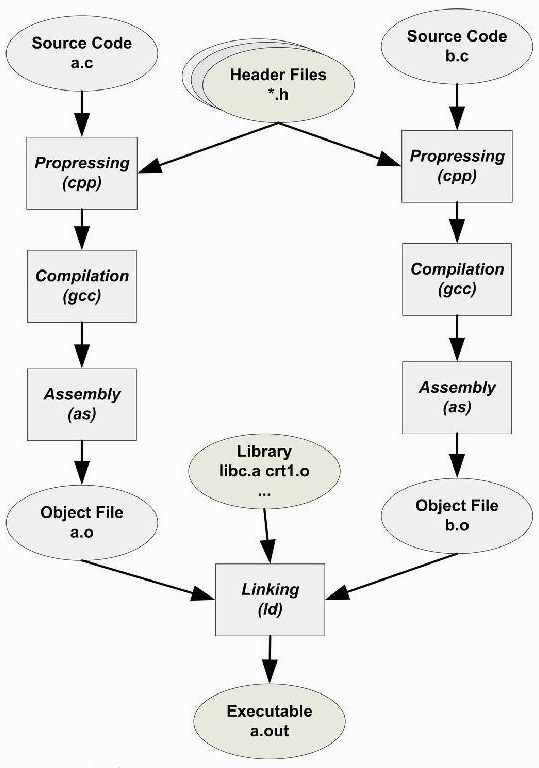 Source Code
a.c
Header Files
*.h
Source Code
b.c
Propressing
(cpp)
Propressing
(cpp)
Compilation
(gcc)
Compilation
(gcc)
Assembly
(as)
Assembly
(as)
Library
libc.a crt1.o
...
Object File
a.o
Object File
b.o
Linking
(ld)
Executable
a.out